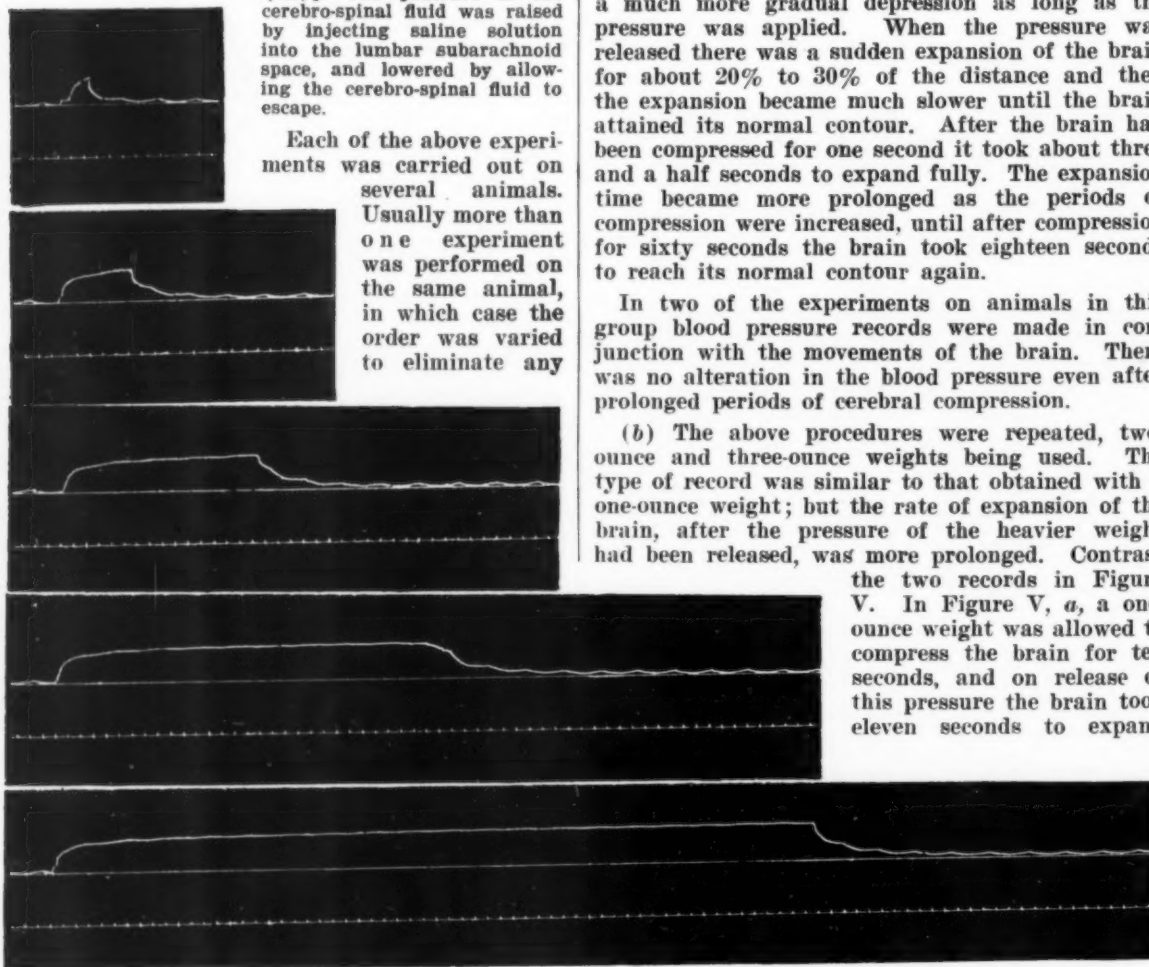 cerebro-spinal fluid was raised
by injecting saline solution
into the lumbar subarachnoid
space, and lowered by allow-
ing the cerebro-spinal fluid to
escape.
Each of the above experi-
ments was carried out on
several animals.
Usually more than
one experiment
was performed on
the same animal,
in which case the
order was varied
to eliminate any
a much more gradual depression as long as th
pressure was applied. When the pressure wa
released there was a sudden expansion of the brai
for about 20% to 30% of the distance and the
the expansion became much slower until the brai
attained its normal contour. After the brain ha
been compressed for one second it took about thre
and a half seconds to expand fully. The expansio
time became more prolonged as the periods o
compression were increased, until after compressio
for sixty seconds the brain took eighteen second
to reach its normal contour again.
In two of the experiments on animals in thi
group blood pressure records were made in con
junction with the movements of the brain. Ther
was no alteration in the blood pressure even afte
prolonged periods of cerebral compression.
(b) The above procedures were repeated, two
ounce and three-ounce weights being used. Th
type of record was similar to that obtained with
one-ounce weight; but the rate of expansion of th
brain, after the pressure of the heavier weigh
had been released, was more prolonged. Contras
the two records in Figur
V. In Figure V, a, a on
ounce weight was allowed t
compress the brain for te
seconds, and on release o
this pressure the brain too
eleven seconds to expan